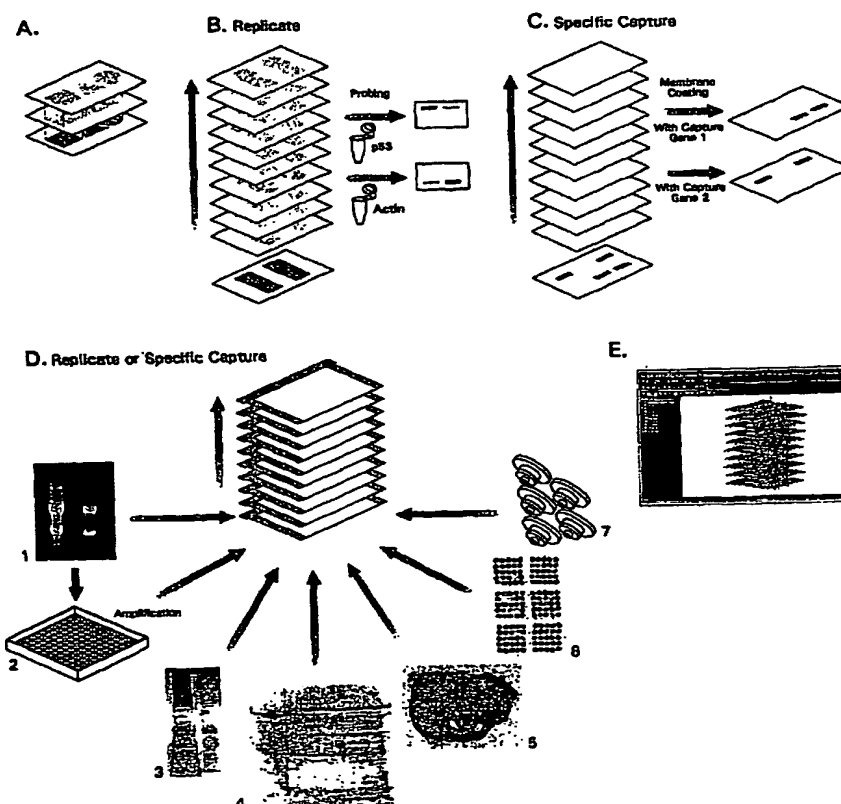 A.
B. Replicate
Probing
p53
Actin
C. Specific Capture
Membrane
Coating
With Capture
Gene 1
With Capture
Gene 2
D. Replicate or Specific Capture
1
Amplification
2
3
4
5
6
7
E.